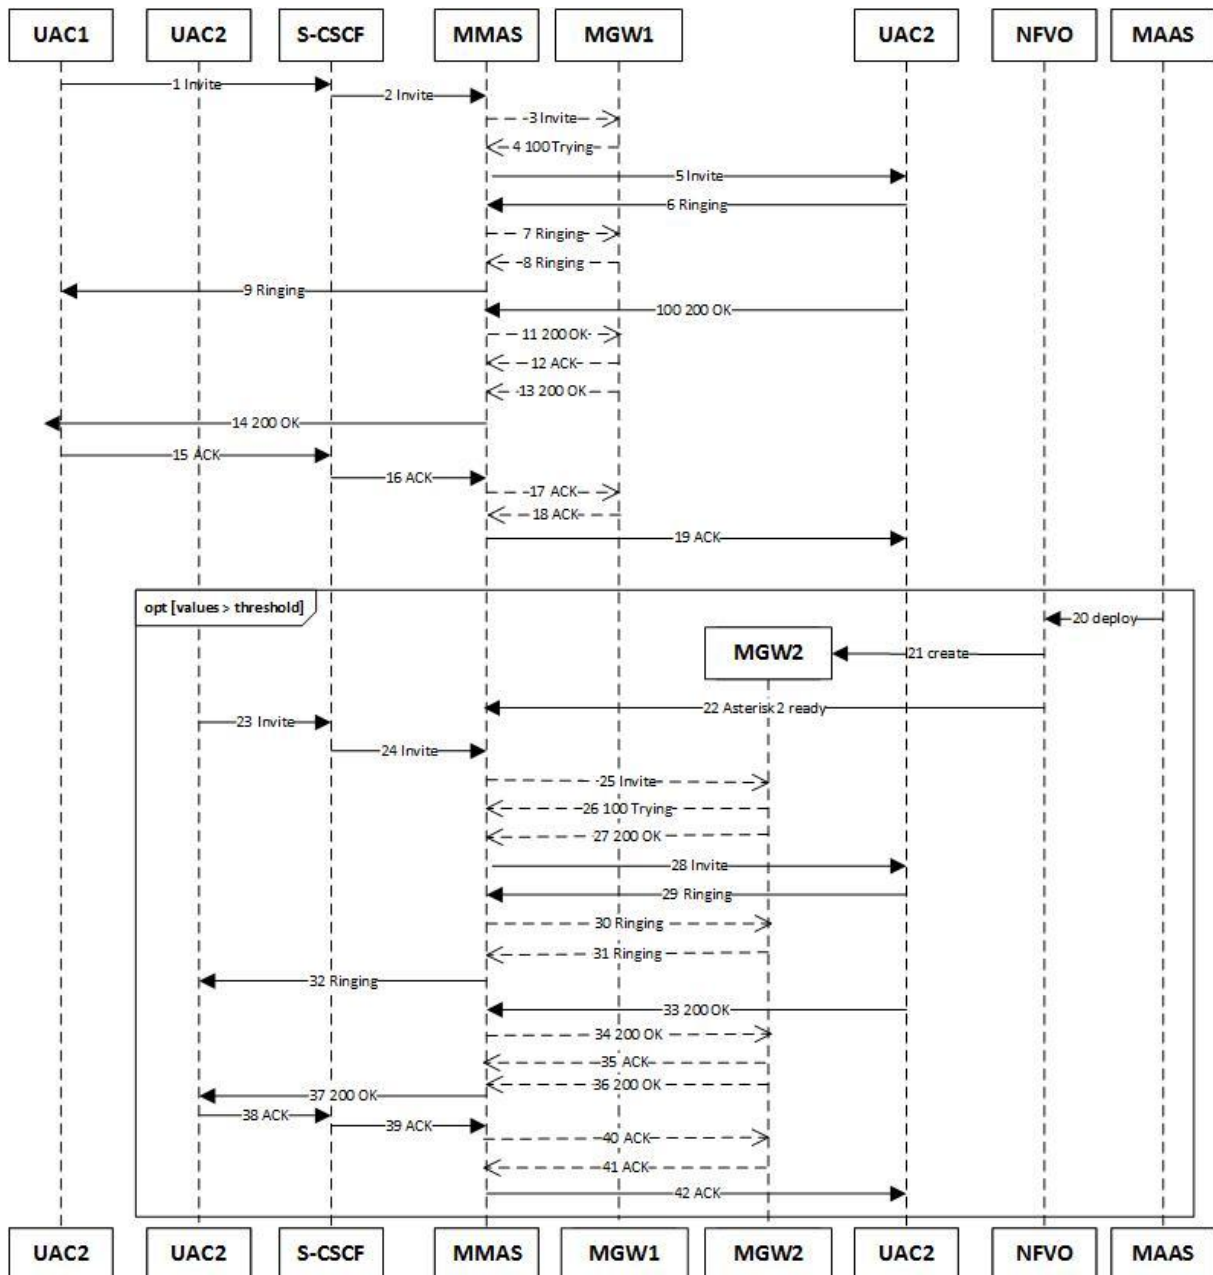 UAC1 UAC2 S-CSCF MMAS MGW1 UAC2 NFVO MAAS
1 Invite
2 Invite
3 Invite
4 100 Trying
5 Invite
6 Ringing
7 Ringing
8 Ringing
9 Ringing
100 200 OK
11 200 OK
12 ACK
13 200 OK
14 200 OK
15 ACK
16 ACK
17 ACK
18 ACK
19 ACK
opt [values > threshold]
20 deploy
MGW2
21 create
22 Asterisk 2 ready
23 Invite
24 Invite
25 Invite
26 100 Trying
27 200 OK
28 Invite
29 Ringing
30 Ringing
31 Ringing
32 Ringing
33 200 OK
34 200 OK
35 ACK
36 200 OK
37 200 OK
38 ACK
39 ACK
40 ACK
41 ACK
42 ACK
UAC2 UAC2 S-CSCF MMAS MGW1 MGW2 UAC2 NFVO MAAS